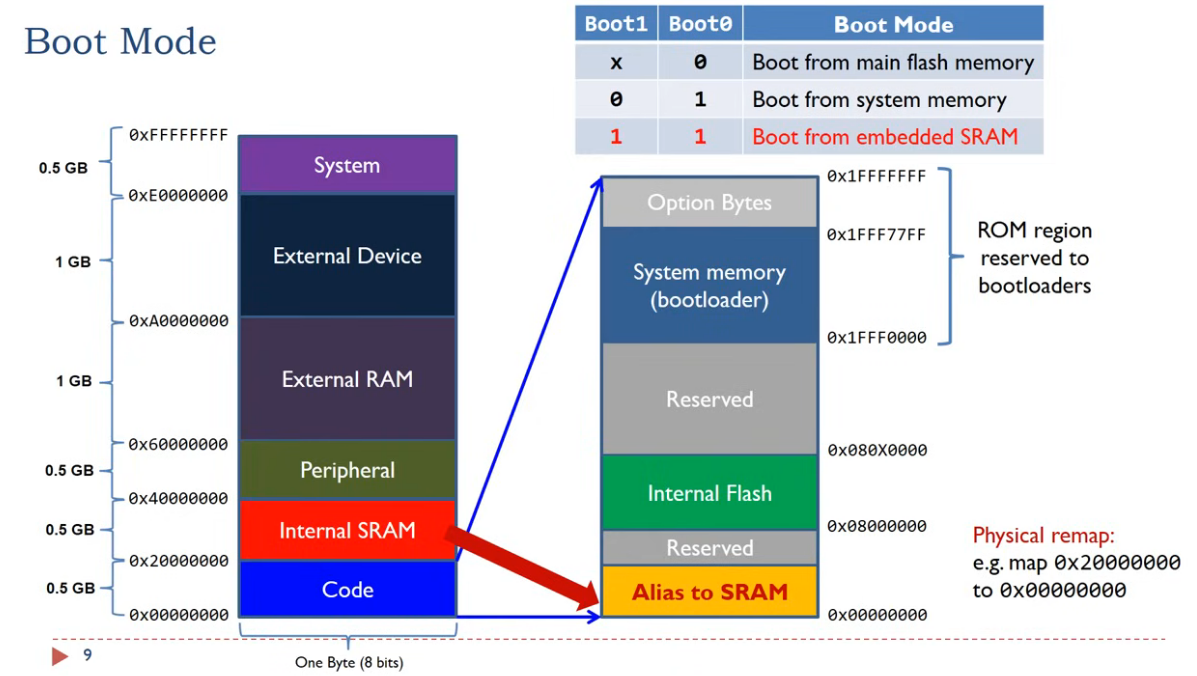 Boot Mode
Boot1 Boot0 Boot Mode
x 0 Boot from main flash memory
0 1 Boot from system memory
1 1 Boot from embedded SRAM
0xFFFFFFFF
0.5 GB
System
0xE0000000
1 GB
External Device
0xA0000000
1 GB
External RAM
0x60000000
0.5 GB
Peripheral
0x40000000
0.5 GB
Internal SRAM
0x20000000
0.5 GB
Code
0x00000000
One Byte (8 bits)
0x1FFFFFFF
Option Bytes
0x1FFF77FF
System memory
(bootloader)
0x1FFF0000
ROM region
reserved to
bootloaders
Reserved
0x080X0000
Internal Flash
0x08000000
Reserved
Alias to SRAM
0x00000000
Physical remap:
e.g. map 0x20000000
to 0x00000000
9